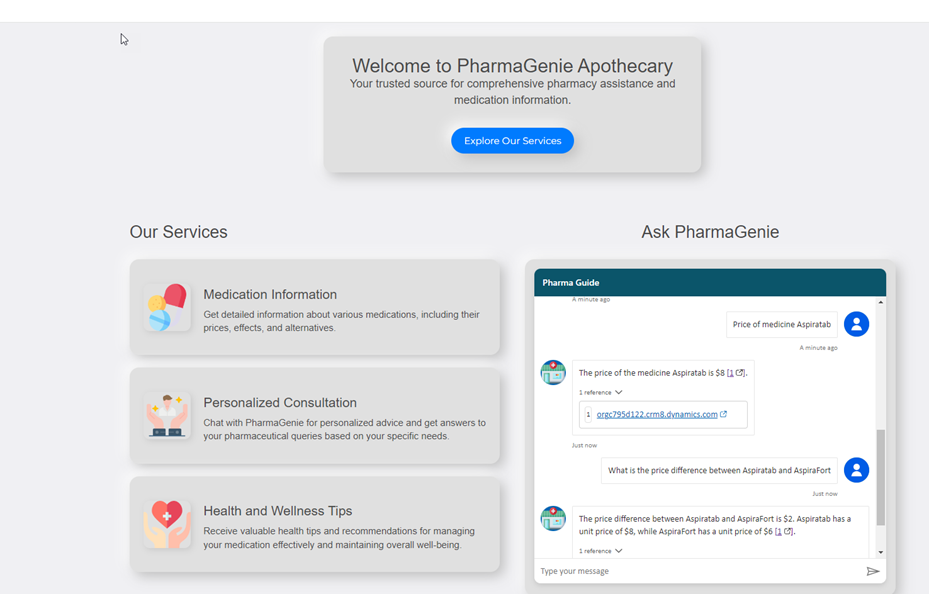 Welcome to PharmaGenie Apothecary
Your trusted source for comprehensive pharmacy assistance and
medication information.
Explore Our Services
Our Services
Medication Information
Get detailed information about various medications, including their
prices, effects, and alternatives.
Personalized Consultation
Chat with PharmaGenie for personalized advice and get answers to
your pharmaceutical queries based on your specific needs.
Health and Wellness Tips
Receive valuable health tips and recommendations for managing
your medication effectively and maintaining overall well-being.
Ask PharmaGenie
Pharma Guide
A minute ago
Price of medicine Aspiratab
A minute ago
The price of the medicine Aspiratab is $8 [1].
1 reference
1 orgc795d122.crm8.dynamics.com
Just now
What is the price difference between Aspiratab and AspiraFort
Just now
The price difference between Aspiratab and AspiraFort is $2. Aspiratab has a
unit price of $8, while AspiraFort has a unit price of $6 [1].
1 reference
Type your message